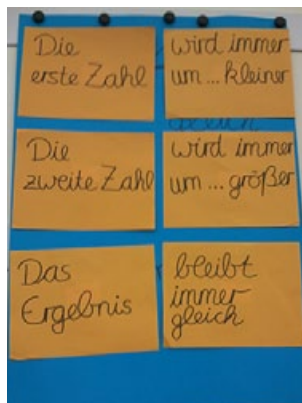 Die
erste Zahl
wird immer
um ... kleiner
Die
zweite Zahl
wird immer
um ... größer
Das
Ergebnis
bleibt
immer
gleich